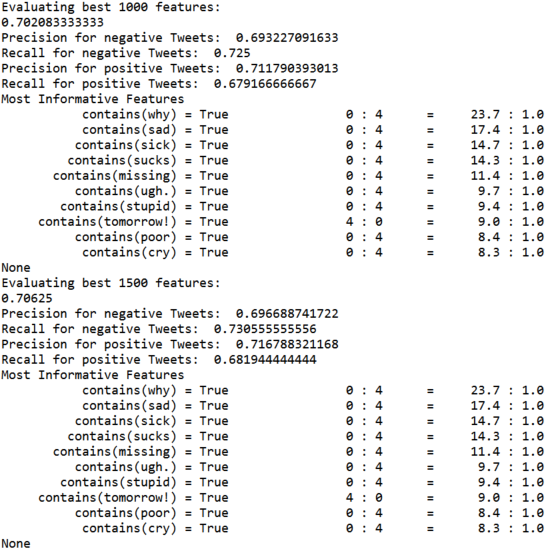 Evaluating best 1000 features:
0.702083333333
Precision for negative Tweets:  0.693227091633
Recall for negative Tweets:  0.725
Precision for positive Tweets:  0.711790393013
Recall for positive Tweets:  0.679166666667
Most Informative Features
contains(why) = True 0 : 4 = 23.7 : 1.0
contains(sad) = True 0 : 4 = 17.4 : 1.0
contains(sick) = True 0 : 4 = 14.7 : 1.0
contains(sucks) = True 0 : 4 = 14.3 : 1.0
contains(missing) = True 0 : 4 = 11.4 : 1.0
contains(ugh.) = True 0 : 4 = 9.7 : 1.0
contains(stupid) = True 0 : 4 = 9.4 : 1.0
contains(tomorrow!) = True 4 : 0 = 9.0 : 1.0
contains(poor) = True 0 : 4 = 8.4 : 1.0
contains(cry) = True 0 : 4 = 8.3 : 1.0
None
Evaluating best 1500 features:
0.70625
Precision for negative Tweets:  0.696688741722
Recall for negative Tweets:  0.730555555556
Precision for positive Tweets:  0.716788321168
Recall for positive Tweets:  0.681944444444
Most Informative Features
contains(why) = True 0 : 4 = 23.7 : 1.0
contains(sad) = True 0 : 4 = 17.4 : 1.0
contains(sick) = True 0 : 4 = 14.7 : 1.0
contains(sucks) = True 0 : 4 = 14.3 : 1.0
contains(missing) = True 0 : 4 = 11.4 : 1.0
contains(ugh.) = True 0 : 4 = 9.7 : 1.0
contains(stupid) = True 0 : 4 = 9.4 : 1.0
contains(tomorrow!) = True 4 : 0 = 9.0 : 1.0
contains(poor) = True 0 : 4 = 8.4 : 1.0
contains(cry) = True 0 : 4 = 8.3 : 1.0
None